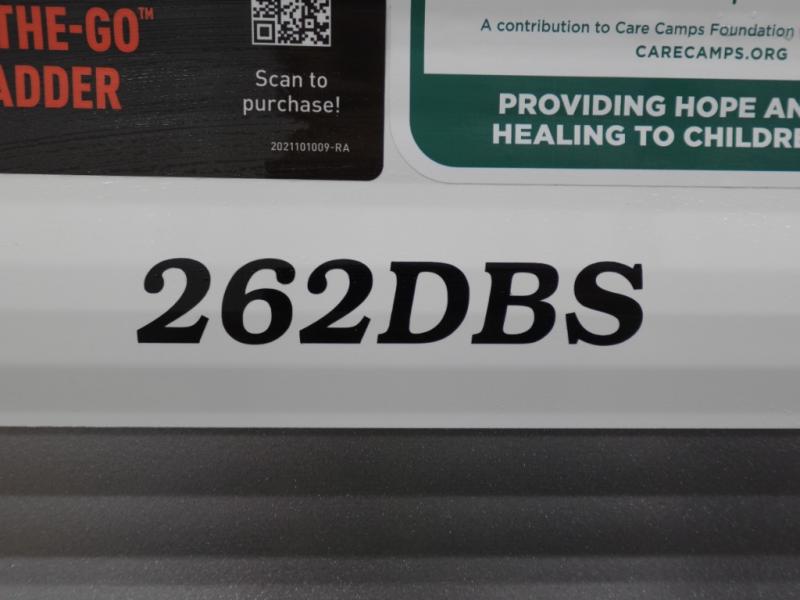 THE-GO™
ADDER
Scan to
purchase!
2021101009-RA
A contribution to Care Camps Foundation
CARECAMPS.ORG
PROVIDING HOPE AN
HEALING TO CHILDRE
262DBS